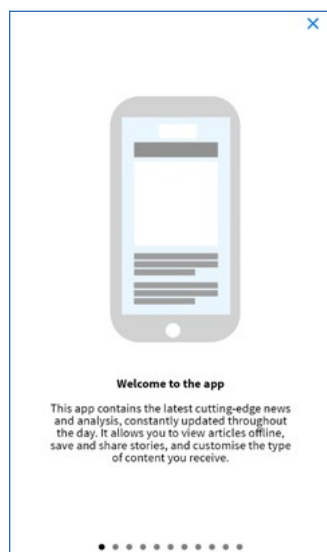 Welcome to the app
This app contains the latest cutting-edge news
and analysis, constantly updated throughout
the day. It allows you to view articles offline,
save and share stories, and customise the type
of content you receive.